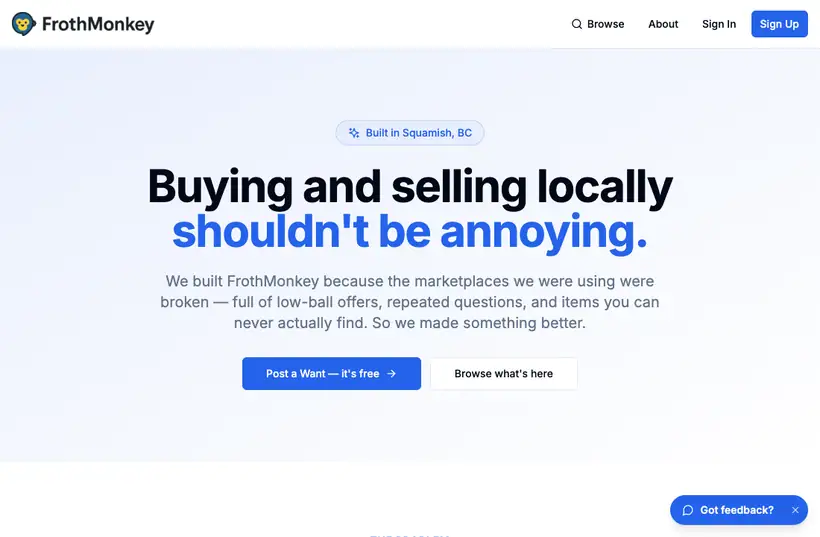 FrothMonkey
Browse
About
Sign In
Sign Up
Built in Squamish, BC
Buying and selling locally
shouldn't be annoying.
We built FrothMonkey because the marketplaces we were using were
broken — full of low-ball offers, repeated questions, and items you can
never actually find. So we made something better.
Post a Want — it's free
Browse what's here
Got feedback?